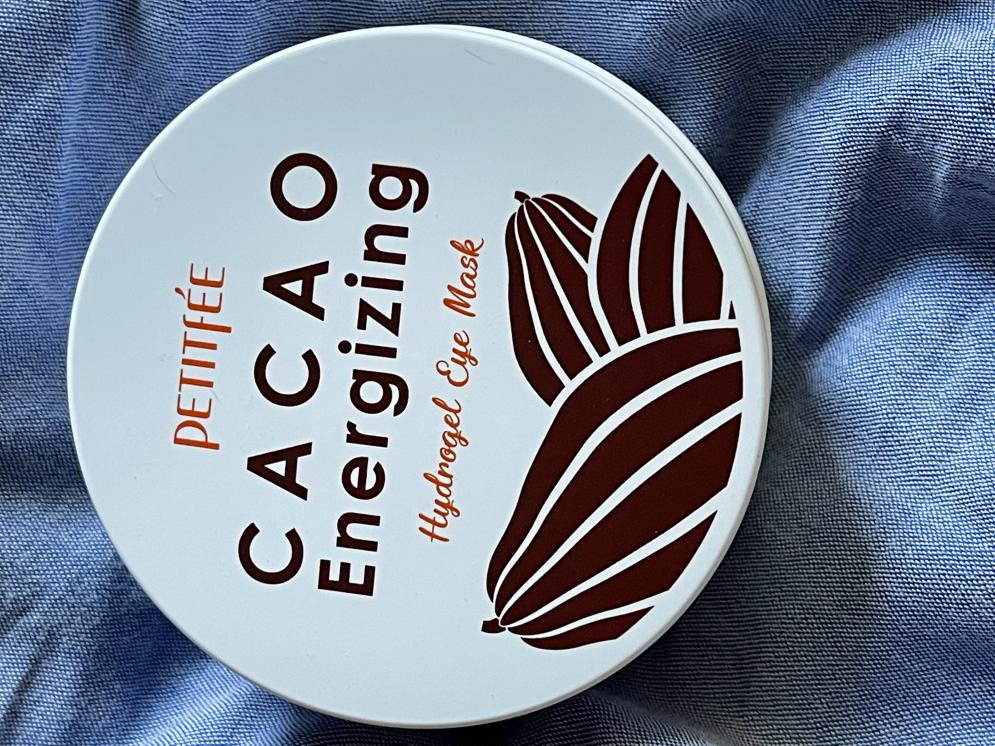 PETITFÉE
CACAO
Energizing
Hydrogel Eye Mask